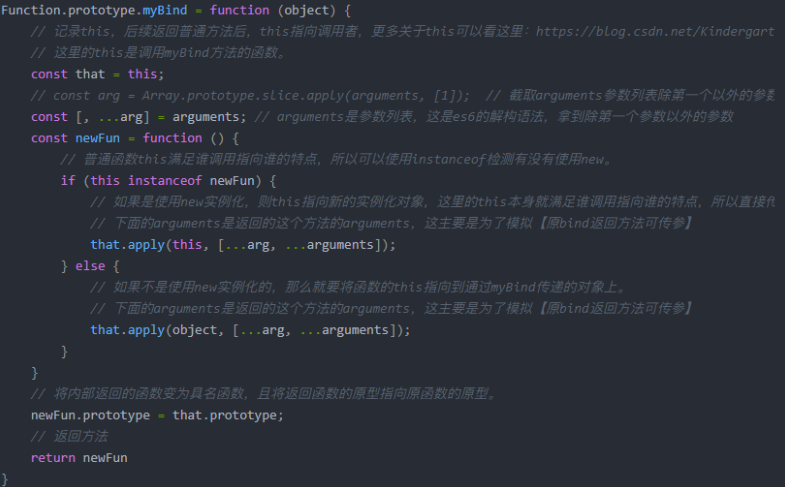 Function.prototype.myBind = function (object) {
// 记录this，后续返回普通方法后，this指向调用者，更多关于this可以看这里：https://blog.csdn.net/Kindergart
// 这里的this是调用myBind方法的函数。
const that = this;
// const arg = Array.prototype.slice.apply(arguments, [1]);  // 截取arguments参数列表除第一个以外的参数
const [, ...arg] = arguments; // arguments是参数列表，这是es6的解构语法，拿到除第一个参数以外的参数
const newFun = function () {
// 普通函数this满足谁调用指向谁的特点，所以可以使用instanceof检测有没有使用new。
if (this instanceof newFun) {
// 如果是使用new实例化，则this指向新的实例化对象，这里的this本身就满足谁调用指向谁的特点，所以直接传
// 下面的arguments是返回的这个方法的arguments，这主要是为了模拟【原bind返回方法可传参】
that.apply(this, [...arg, ...arguments]);
} else {
// 如果不是使用new实例化的，那么就要将函数的this指向到通过myBind传递的对象上。
// 下面的arguments是返回的这个方法的arguments，这主要是为了模拟【原bind返回方法可传参】
that.apply(object, [...arg, ...arguments]);
}
}
// 将内部返回的函数变为具名函数，且将返回函数的原型指向原函数的原型。
newFun.prototype = that.prototype;
// 返回方法
return newFun
}